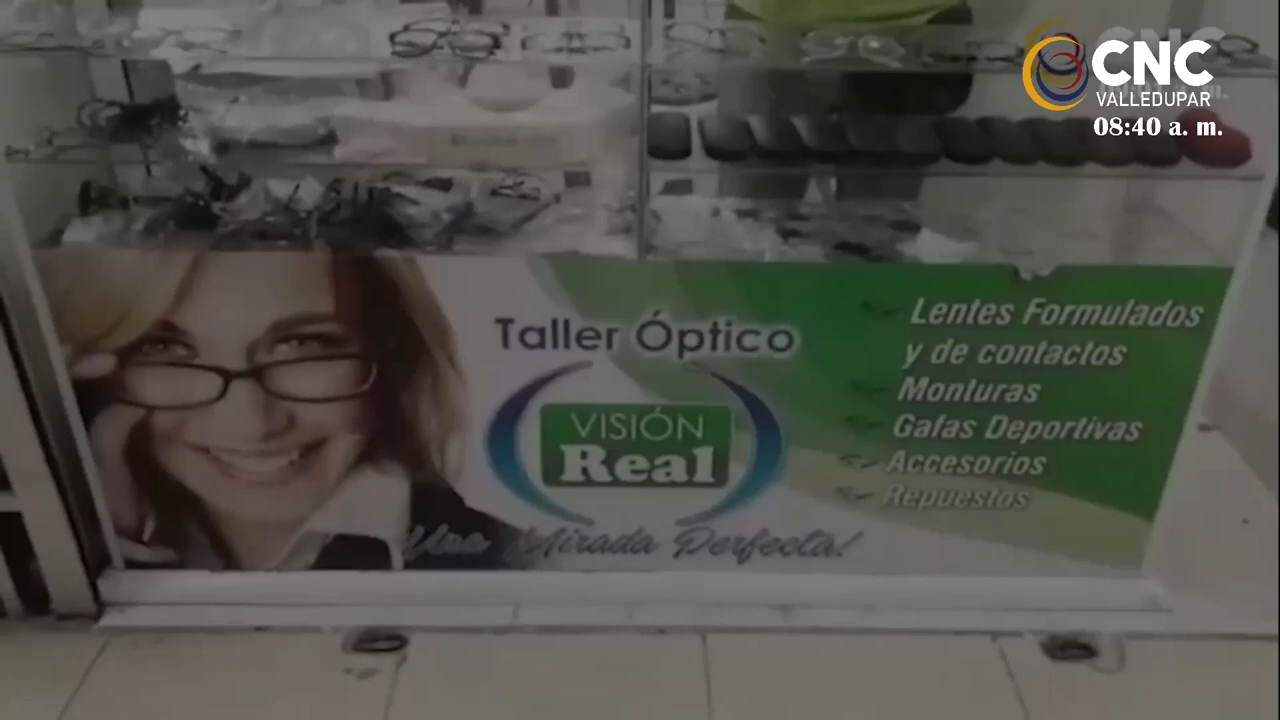 CNC
VALLEDUPAR
08:40 a. m.
Taller Óptico
VISIÓN
Real
Una Mirada Perfecta!
Lentes Formulados
y de contactos
Monturas
Gafas Deportivas
Accesorios
Repuestos